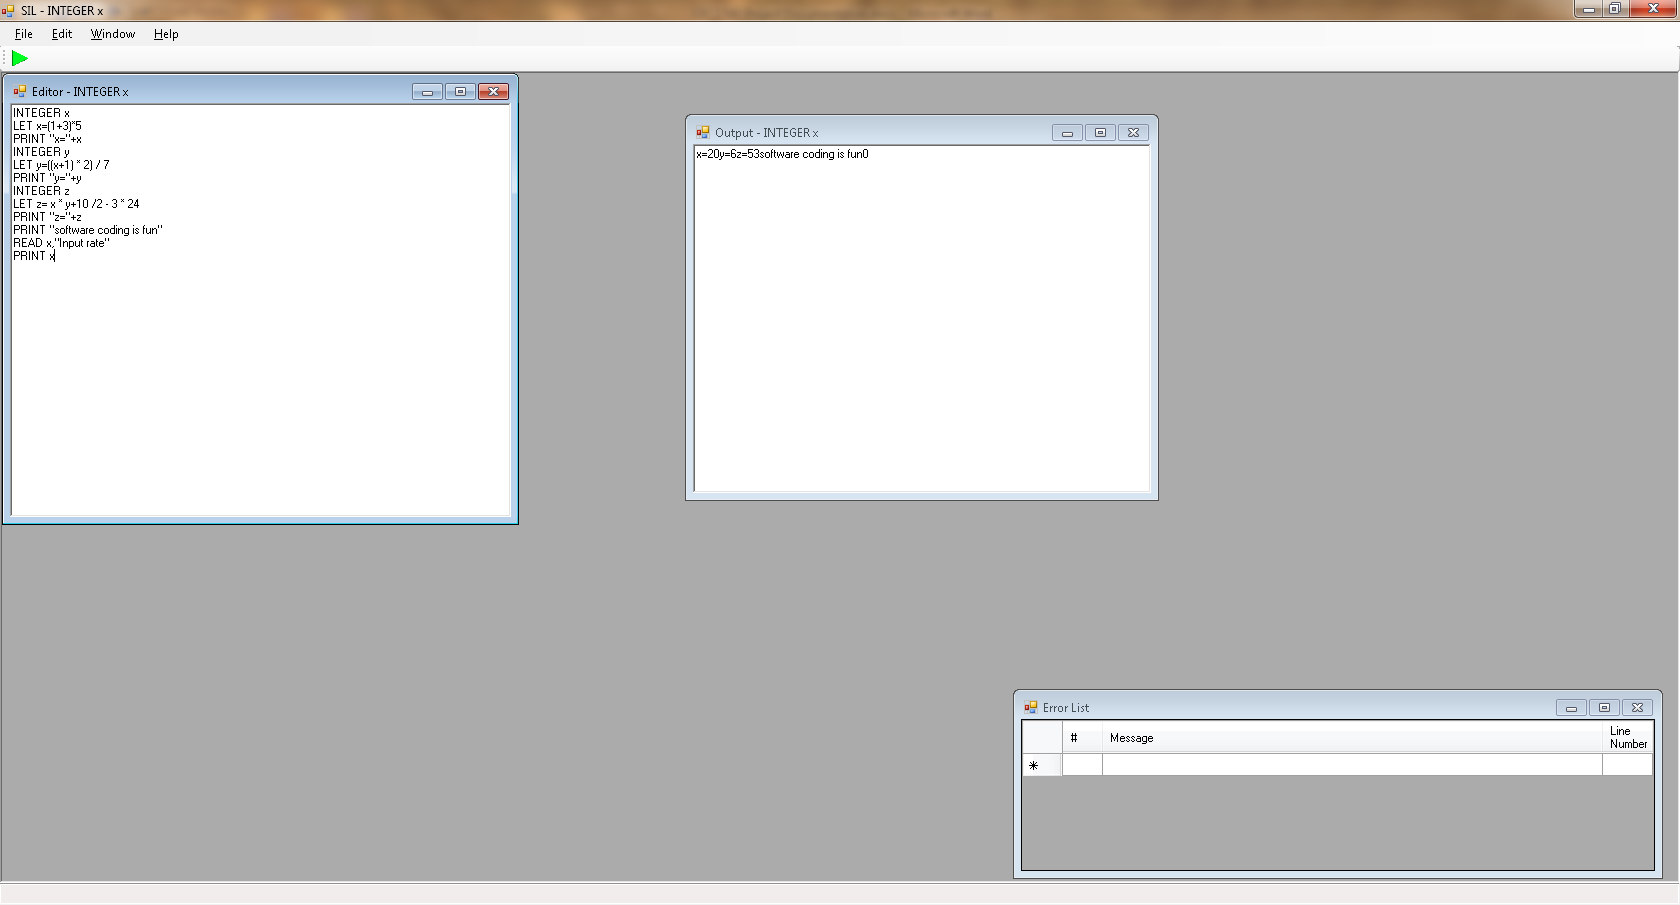 SIL - INTEGER x
File Edit Window Help
Editor - INTEGER x
INTEGER x
LET x=(1+3)*5
PRINT "x="+x
INTEGER y
LET y=((x+1) * 2) / 7
PRINT "y="+y
INTEGER z
LET z= x * y+10 /2 - 3 * 24
PRINT "z="+z
PRINT "software coding is fun"
READ x,"Input rate"
PRINT x
Output - INTEGER x
x=20y=6z=53software coding is fun0
Error List
# Message Line
Number